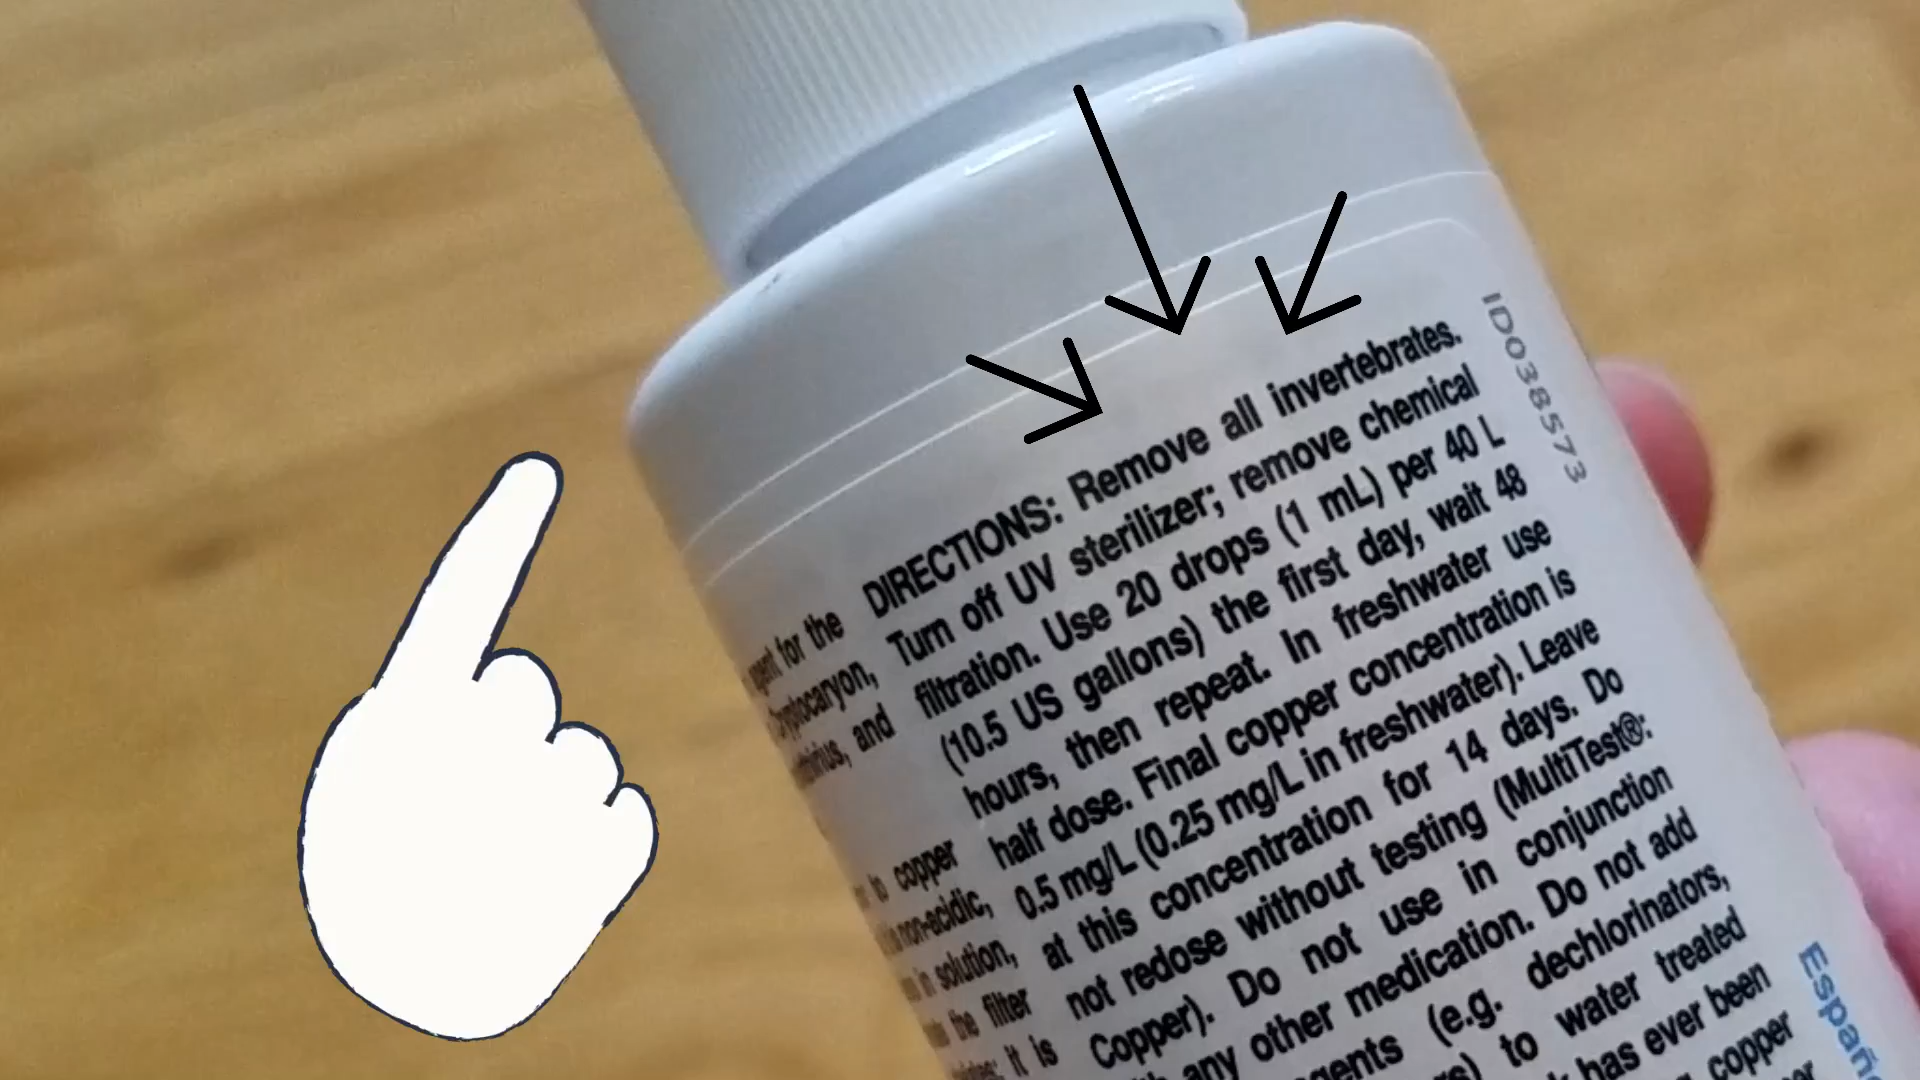 DIRECTIONS: Remove all invertebrates.
Turn off UV sterilizer; remove chemical
filtration. Use 20 drops (1 mL) per 40 L
(10.5 US gallons) the first day, wait 48
hours, then repeat. In freshwater use
half dose. Final copper concentration is
0.5 mg/L (0.25 mg/L in freshwater). Leave
at this concentration for 14 days. Do
not redose without testing (MultiTest®:
Copper). Do not use in conjunction
any other medication. Do not add
(e.g. dechlorinators,
to water treated
has ever been
copper
for the
and
to copper
non-acidic,
in solution,
the filter
it is
ID038573